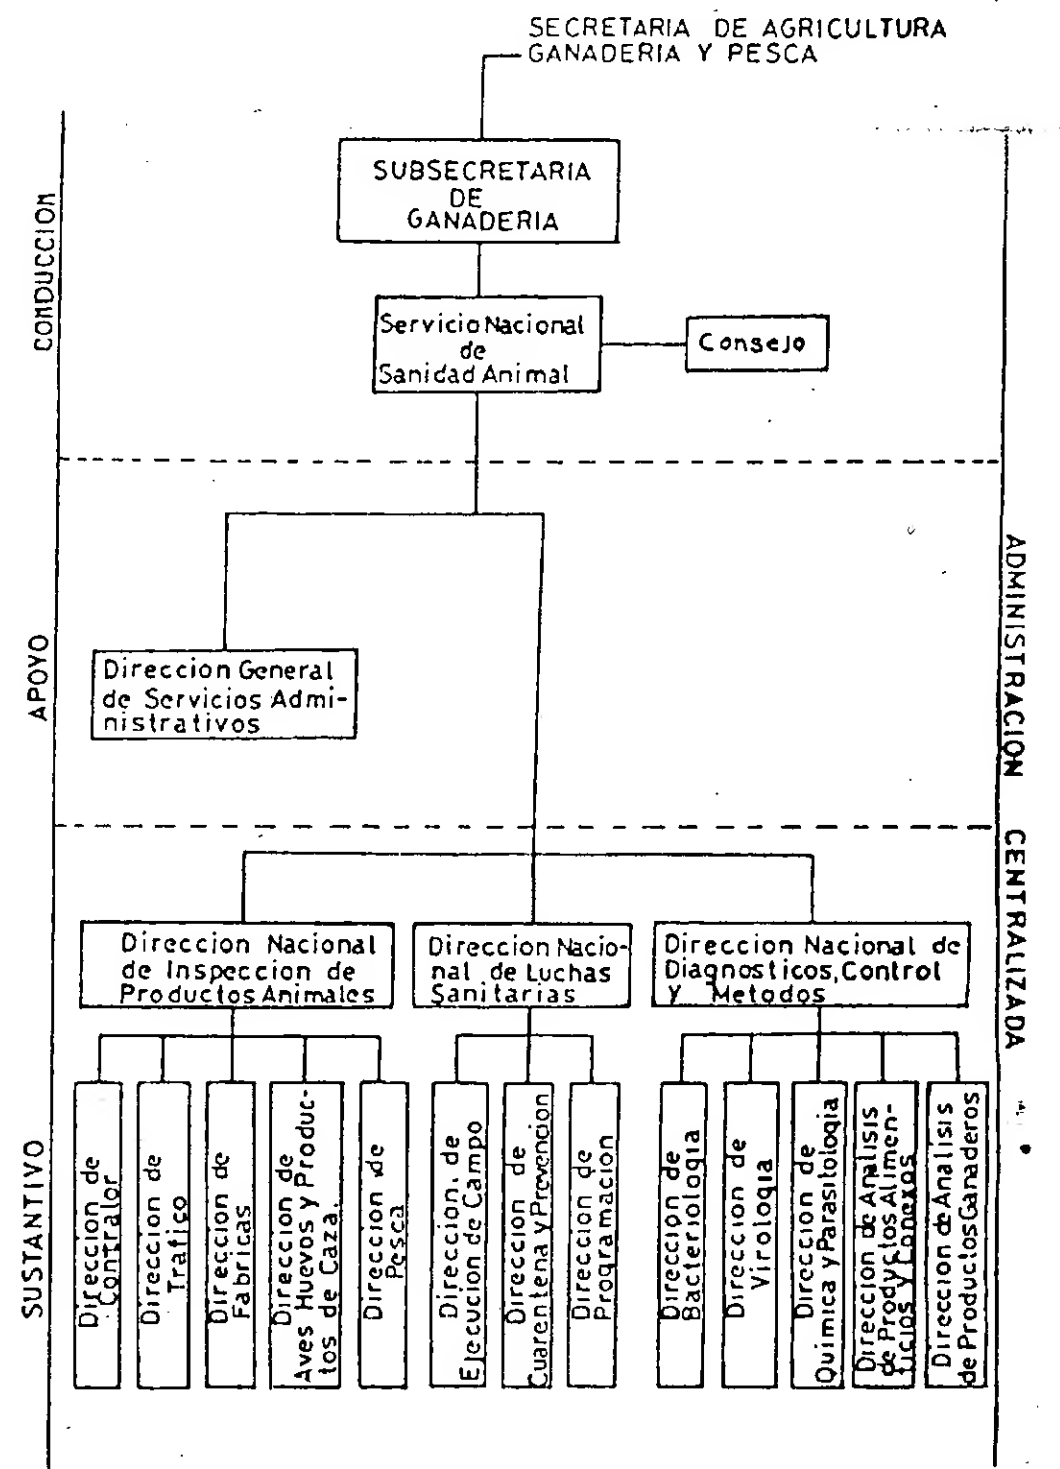 SECRETARIA DE AGRICULTURA
GANADERIA Y PESCA
SUBSECRETARIA
DE
GANADERIA
CONDUCCION
Servicio Nacional
de
Sanidad Animal
Consejo
APOYO
Direccion General
de Servicios Admi-
nistrativos
ADMINISTRACION CENTRALIZADA
SUSTANTIVO
Direccion Nacional
de Inspeccion de
Productos Animales
Direccion Nacio-
nal de Luchas
Sanitarias
Direccion Nacional de
Diagnosticos, Control
y Metodos
Direccion de
Contralor
Direccion de
Trafico
Direccion de
Fabricas
Direccion de
Aves Huevos y Produc-
tos de Caza.
Direccion de
Pesca
Direccion. de
Ejecucion de Campo
Direccion de
Cuarentena y Prevencion
Direccion de
Programacion
Direccion de
Bacteriologia
Direccion de
Virologia
Direccion de
Quimica y Parasitologia
Direccion de Analisis
de Productos Alimen-
ticios y Conexos
Direccion de Analisis
de Productos Ganaderos